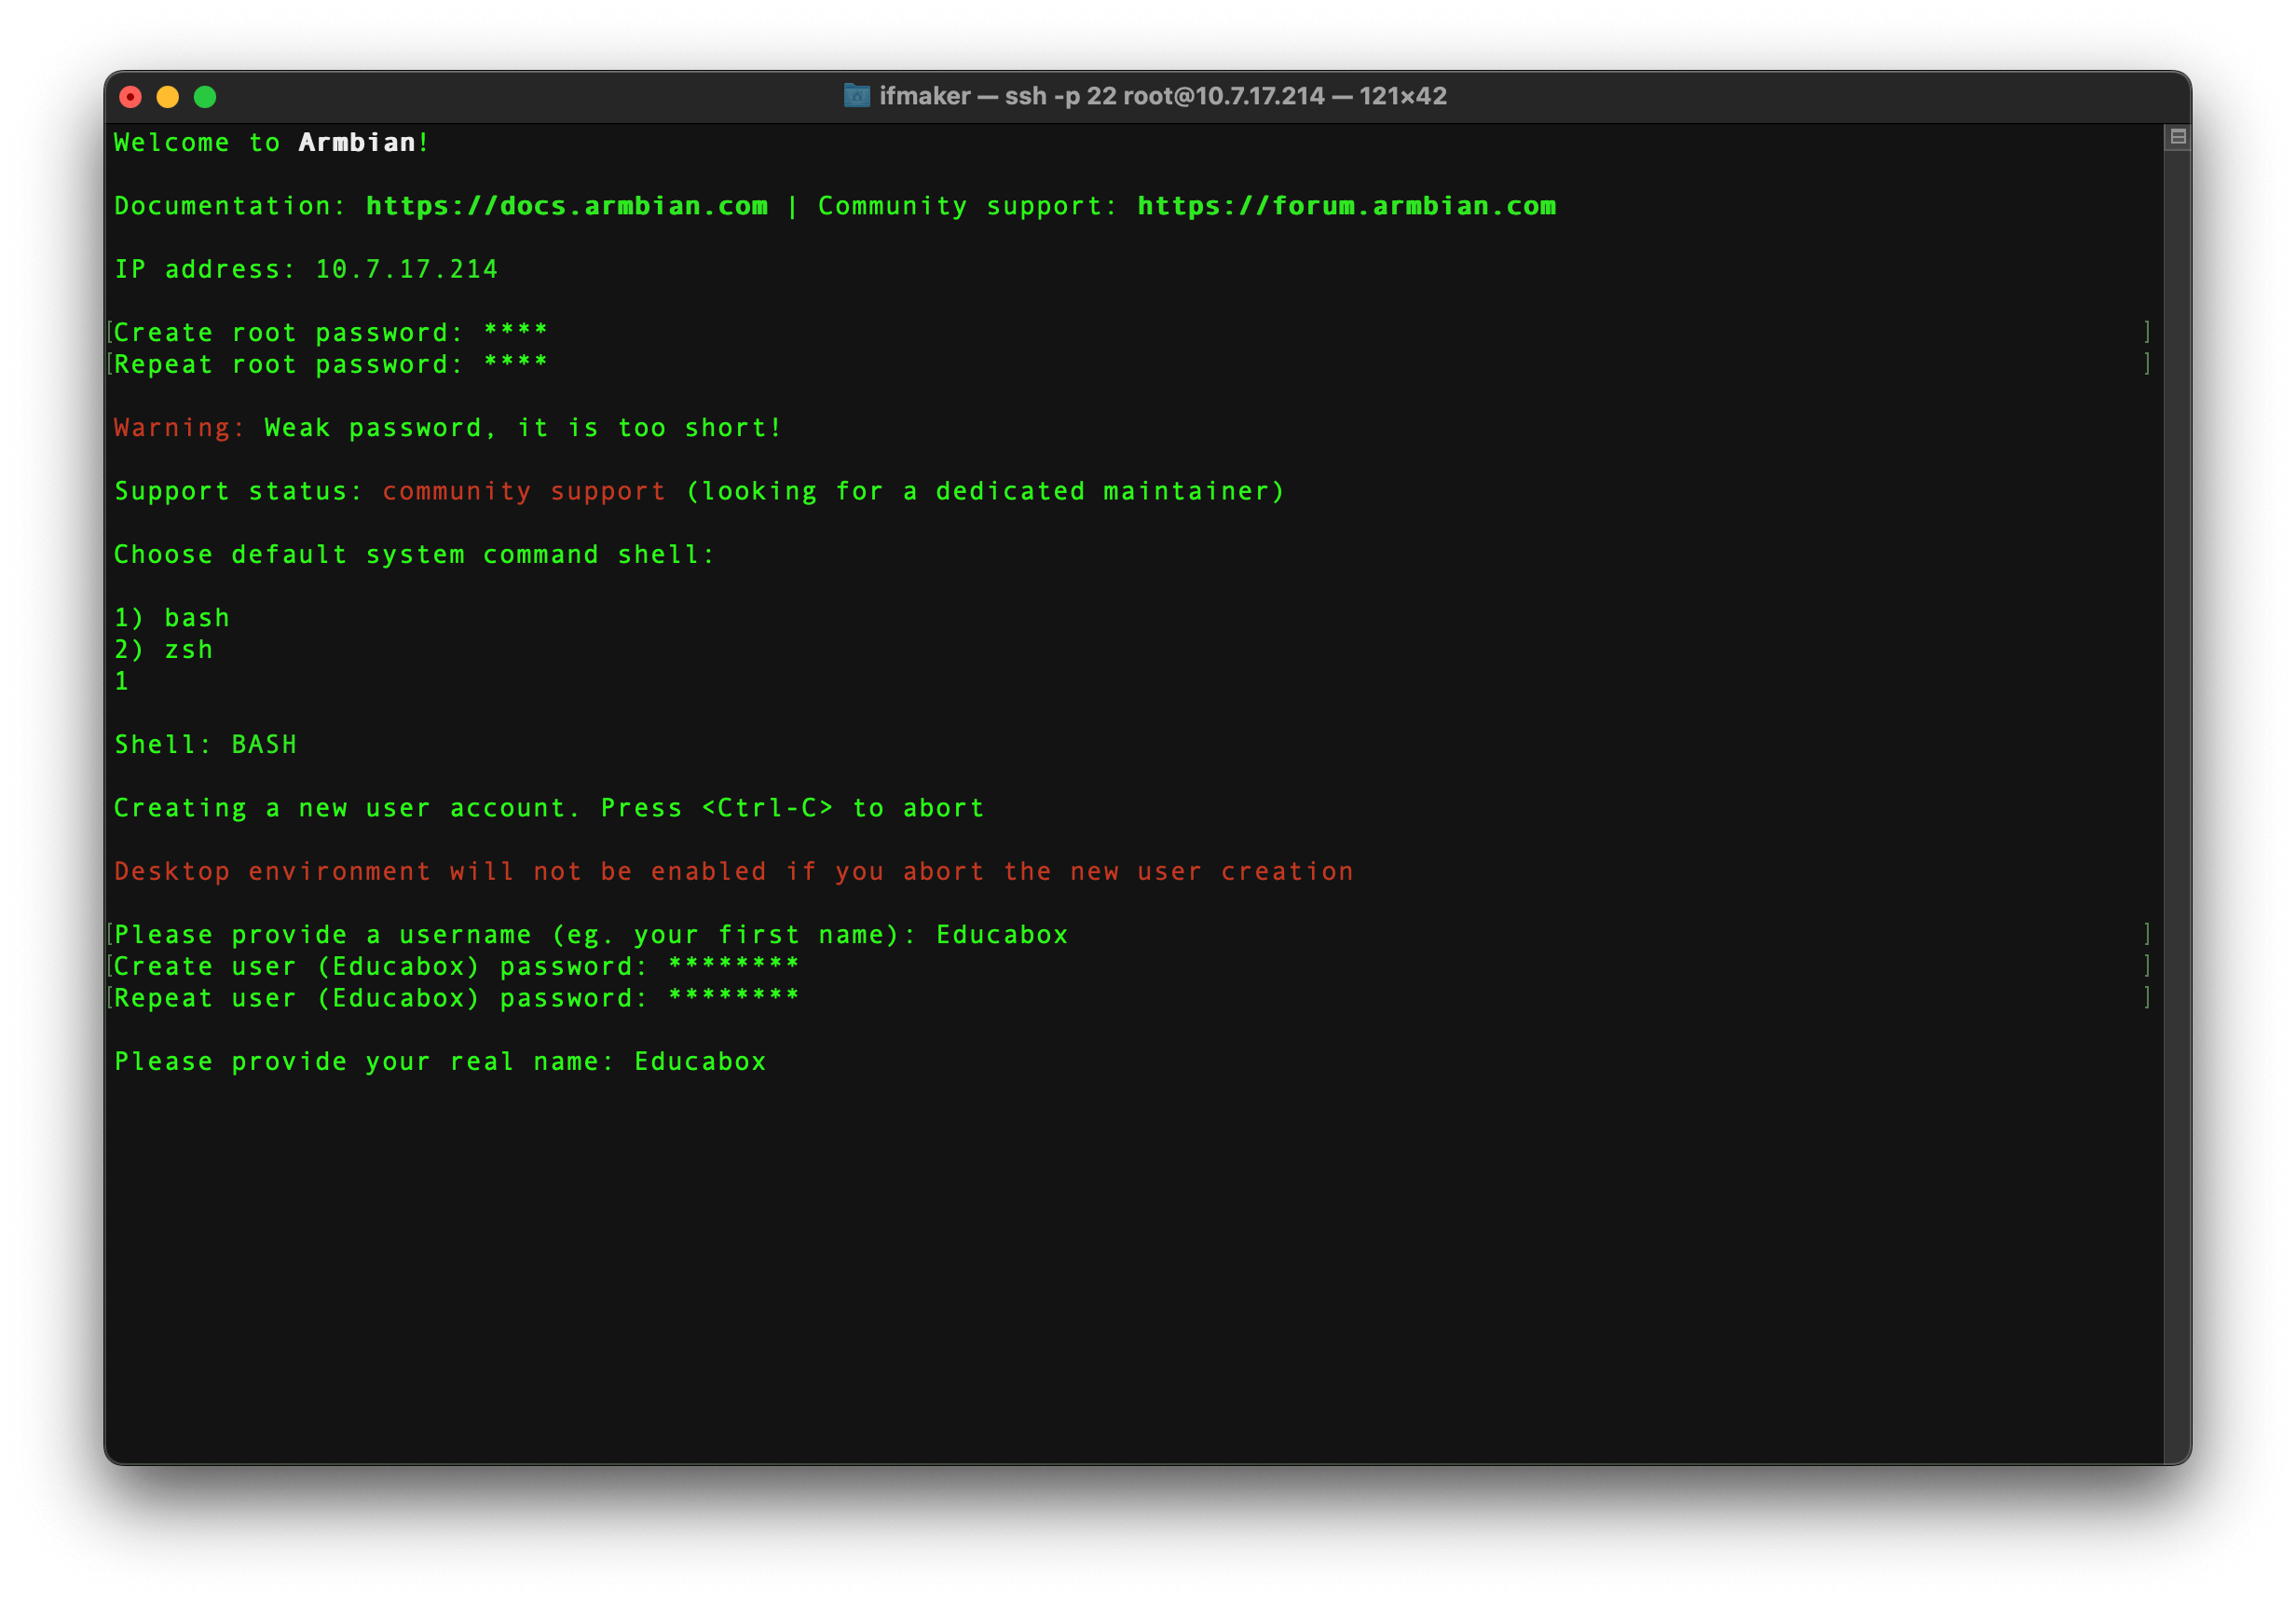 ifmaker — ssh -p 22 root@10.7.17.214 — 121×42
Welcome to Armbian!
Documentation: https://docs.armbian.com | Community support: https://forum.armbian.com
IP address: 10.7.17.214
[Create root password: **** ]
[Repeat root password: **** ]
Warning: Weak password, it is too short!
Support status: community support (looking for a dedicated maintainer)
Choose default system command shell:
1) bash
2) zsh
1
Shell: BASH
Creating a new user account. Press <Ctrl-C> to abort
Desktop environment will not be enabled if you abort the new user creation
[Please provide a username (eg. your first name): Educabox ]
[Create user (Educabox) password: ******** ]
[Repeat user (Educabox) password: ******** ]
Please provide your real name: Educabox